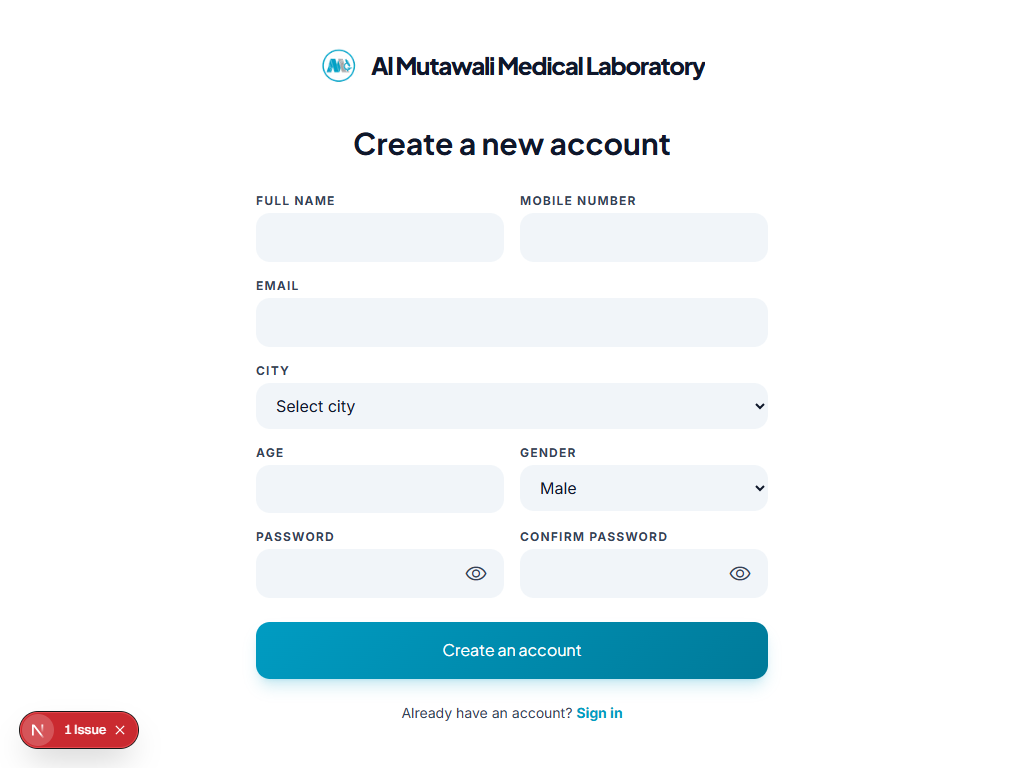 Al Mutawali Medical Laboratory
Create a new account
FULL NAME
MOBILE NUMBER
EMAIL
CITY
Select city
AGE
GENDER
Male
PASSWORD
CONFIRM PASSWORD
Create an account
Already have an account? Sign in
N 1 Issue